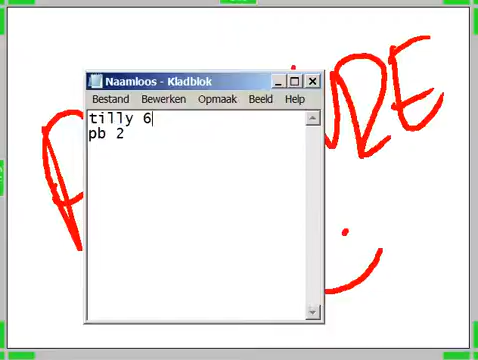 Naamloos - Kladblok
Bestand Bewerken Opmaak Beeld Help
tilly 6
pb 2